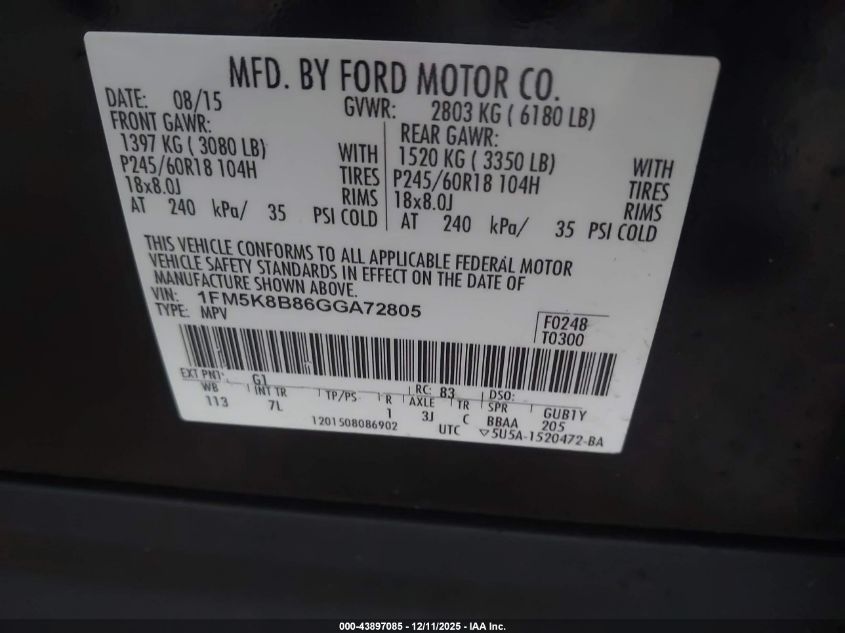 MFD. BY FORD MOTOR CO.
DATE: 08/15 GVWR: 2803 KG ( 6180 LB)
FRONT GAWR: REAR GAWR:
1397 KG ( 3080 LB) WITH 1520 KG ( 3350 LB) WITH
P245/60R18 104H TIRES P245/60R18 104H TIRES
18x8.0J RIMS 18x8.0J RIMS
AT 240 kPa/ 35 PSI COLD AT 240 kPa/ 35 PSI COLD
THIS VEHICLE CONFORMS TO ALL APPLICABLE FEDERAL MOTOR
VEHICLE SAFETY STANDARDS IN EFFECT ON THE DATE OF
MANUFACTURE SHOWN ABOVE.
VIN: 1FM5K8B86GGA72805
TYPE: MPV
F0248
T0300
EXT PNT: G1 RC: 83 DSO:
WB INT TR TP/PS R AXLE TR SPR GUB1Y
113 7L 1 3J C BBAA 205
1201508086902 UTC ▽5U5A-1520472-BA
000-43897085 - 12/11/2025 - IAA Inc.